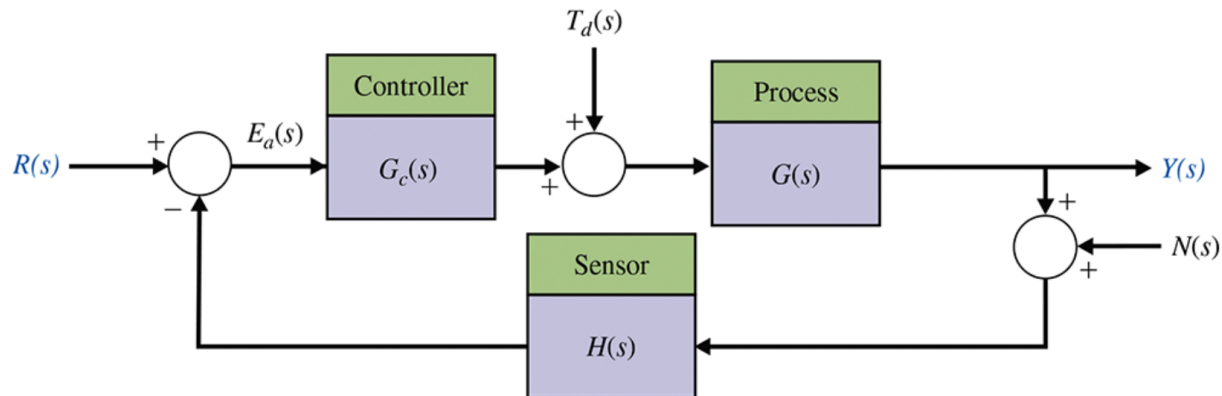 T_d(s)
Controller
Process
+
+
E_a(s)
R(s)
G_c(s)
G(s)
Y(s)
+
−
+
N(s)
+
Sensor
H(s)